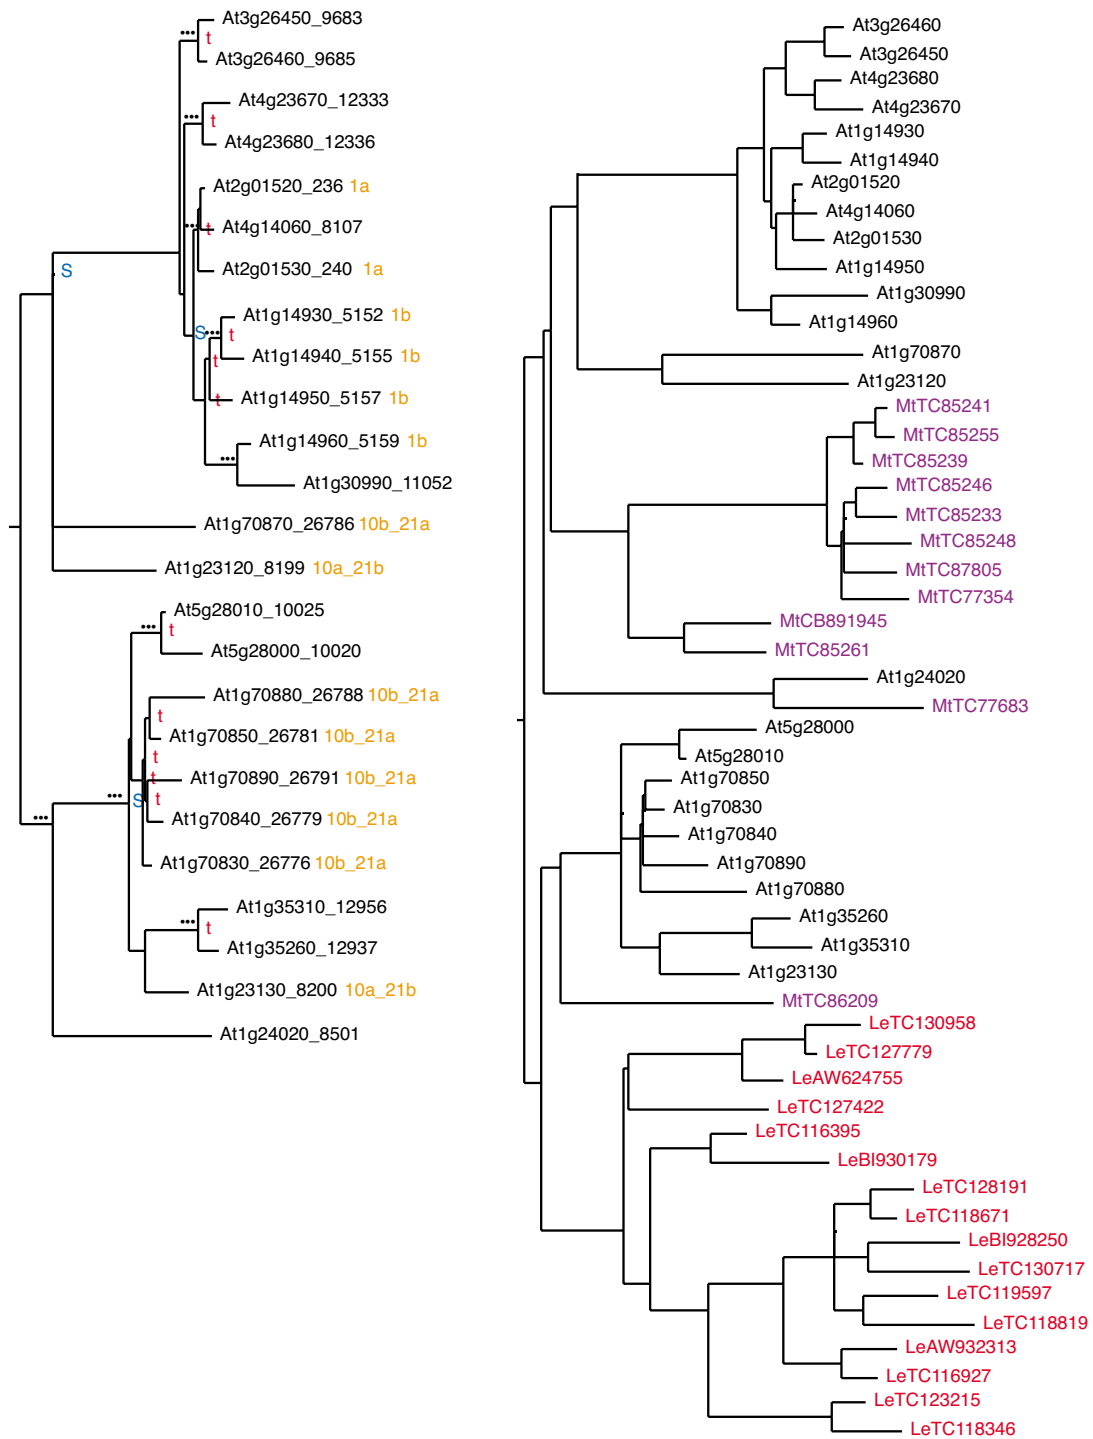 At3g26450_9683
t
At3g26460_9685
At4g23670_12333
t
At4g23680_12336
At2g01520_236 1a
t At4g14060_8107
At2g01530_240 1a
At1g14930_5152 1b
S t
At1g14940_5155 1b
t
At1g14950_5157 1b
t
At1g14960_5159 1b
At1g30990_11052
S
At1g70870_26786 10b_21a
At1g23120_8199 10a_21b
At5g28010_10025
t
At5g28000_10020
At1g70880_26788 10b_21a
t
At1g70850_26781 10b_21a
t
t At1g70890_26791 10b_21a
S t
At1g70840_26779 10b_21a
At1g70830_26776 10b_21a
At1g35310_12956
t
At1g35260_12937
At1g23130_8200 10a_21b
At1g24020_8501
At3g26460
At3g26450
At4g23680
At4g23670
At1g14930
At1g14940
At2g01520
At4g14060
At2g01530
At1g14950
At1g30990
At1g14960
At1g70870
At1g23120
MtTC85241
MtTC85255
MtTC85239
MtTC85246
MtTC85233
MtTC85248
MtTC87805
MtTC77354
MtCB891945
MtTC85261
At1g24020
MtTC77683
At5g28000
At5g28010
At1g70850
At1g70830
At1g70840
At1g70890
At1g70880
At1g35260
At1g35310
At1g23130
MtTC86209
LeTC130958
LeTC127779
LeAW624755
LeTC127422
LeTC116395
LeBI930179
LeTC128191
LeTC118671
LeBI928250
LeTC130717
LeTC119597
LeTC118819
LeAW932313
LeTC116927
LeTC123215
LeTC118346